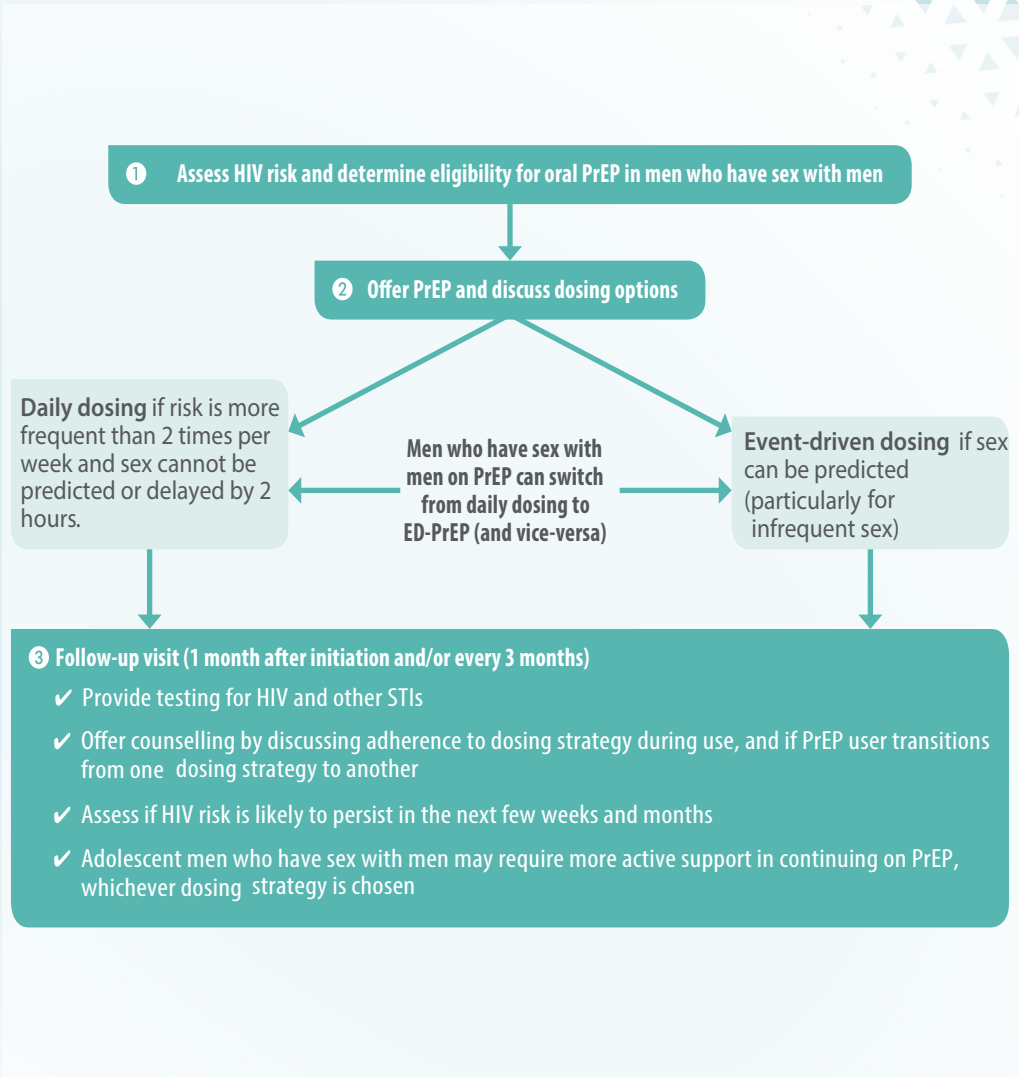 ❶ Assess HIV risk and determine eligibility for oral PrEP in men who have sex with men
❷ Offer PrEP and discuss dosing options
Daily dosing if risk is more
frequent than 2 times per
week and sex cannot be
predicted or delayed by 2
hours.
Men who have sex with
men on PrEP can switch
from daily dosing to
ED-PrEP (and vice-versa)
Event-driven dosing if sex
can be predicted
(particularly for
infrequent sex)
❸ Follow-up visit (1 month after initiation and/or every 3 months)
✔ Provide testing for HIV and other STIs
✔ Offer counselling by discussing adherence to dosing strategy during use, and if PrEP user transitions
from one dosing strategy to another
✔ Assess if HIV risk is likely to persist in the next few weeks and months
✔ Adolescent men who have sex with men may require more active support in continuing on PrEP,
whichever dosing strategy is chosen